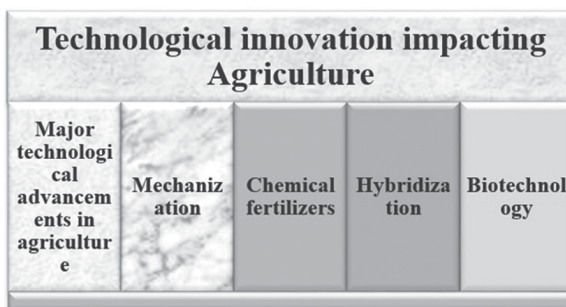 Technological innovation impacting
Agriculture
Major
technologi
cal
advancem
ents in
agricultur
e
Mechaniz
ation
Chemical
fertilizers
Hybridiza
tion
Biotechnol
ogy